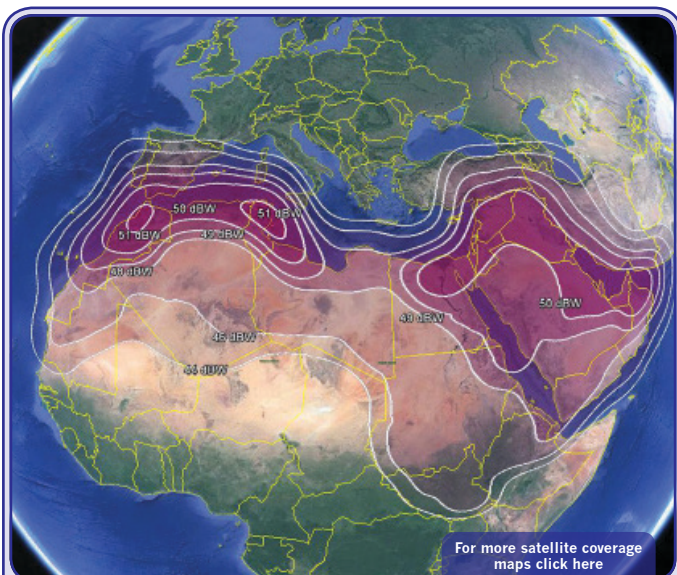 50 dBW
51 dBW
51 dBW
49 dBW
48 dBW
50 dBW
49 dBW
46 dBW
44 dBW
For more satellite coverage
maps click here